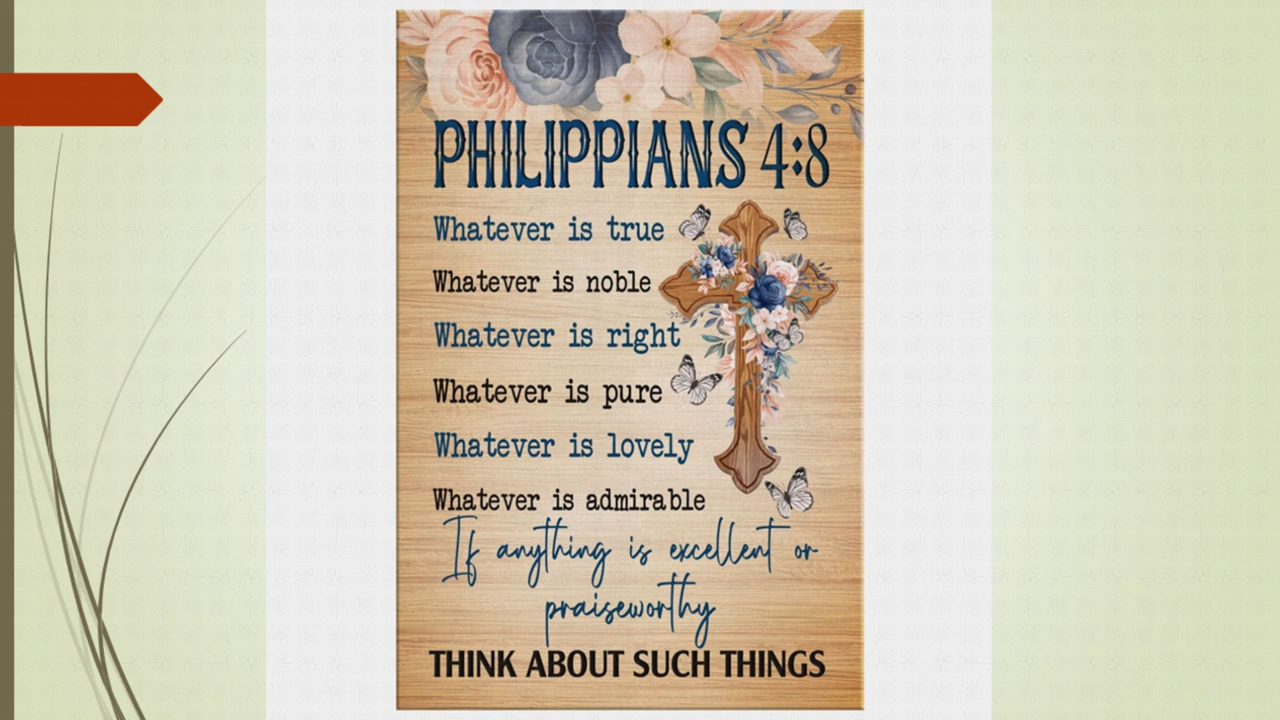 PHILIPPIANS 4:8
Whatever is true
Whatever is noble
Whatever is right
Whatever is pure
Whatever is lovely
Whatever is admirable
If anything is excellent or
praiseworthy
THINK ABOUT SUCH THINGS